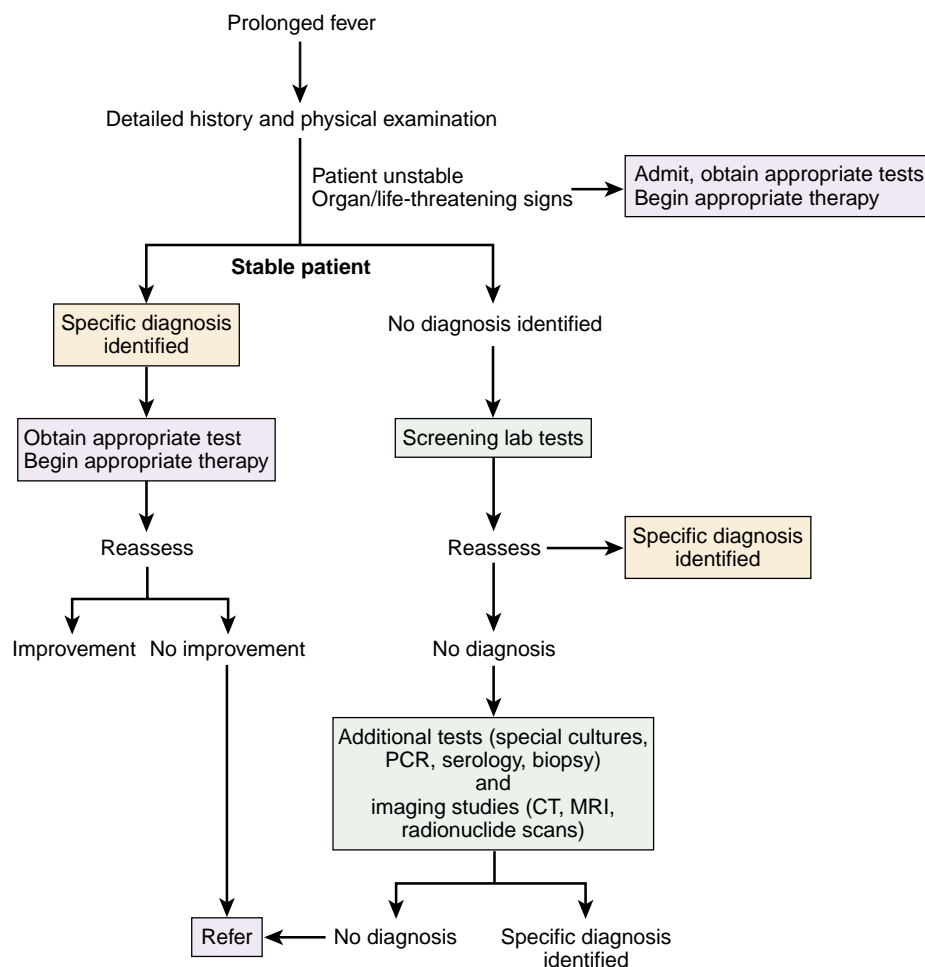 Prolonged fever
Detailed history and physical examination
Patient unstable
Organ/life-threatening signs
Admit, obtain appropriate tests
Begin appropriate therapy
Stable patient
Specific diagnosis
identified
No diagnosis identified
Obtain appropriate test
Begin appropriate therapy
Screening lab tests
Reassess
Reassess
Specific diagnosis
identified
Improvement
No improvement
No diagnosis
Additional tests (special cultures,
PCR, serology, biopsy)
and
imaging studies (CT, MRI,
radionuclide scans)
Refer
No diagnosis
Specific diagnosis
identified